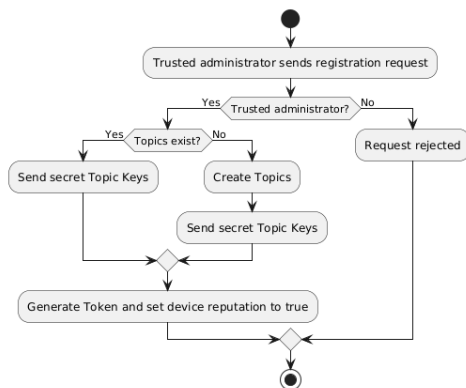 Trusted administrator sends registration request
Yes
Trusted administrator?
No
Yes
Topics exist?
No
Request rejected
Send secret Topic Keys
Create Topics
Send secret Topic Keys
Generate Token and set device reputation to true